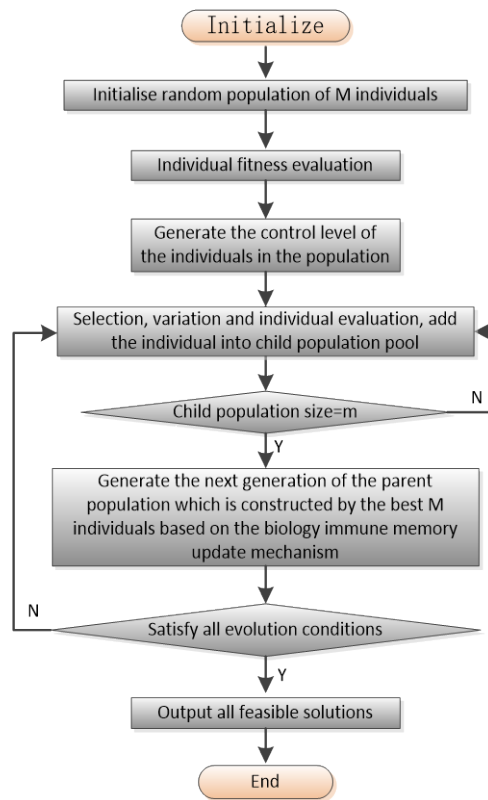 Initialize
Initialise random population of M individuals
Individual fitness evaluation
Generate the control level of
the individuals in the population
Selection, variation and individual evaluation, add
the individual into child population pool
Child population size=m
N
Y
Generate the next generation of the parent
population which is constructed by the best M
individuals based on the biology immune memory
update mechanism
N
Satisfy all evolution conditions
Y
Output all feasible solutions
End